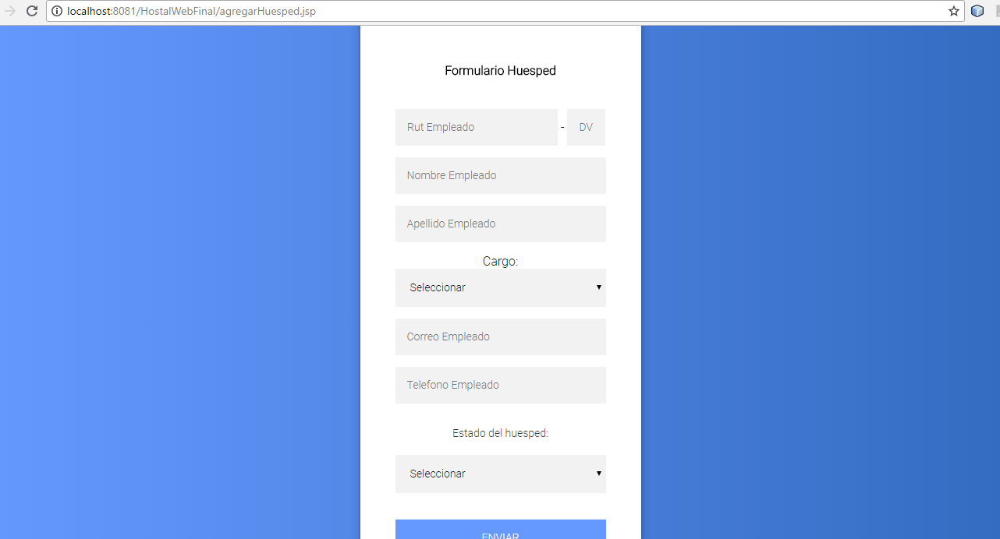 localhost:8081/HostalWebFinal/agregarHuesped.jsp
Formulario Huesped
Rut Empleado - DV
Nombre Empleado
Apellido Empleado
Cargo:
Seleccionar
Correo Empleado
Telefono Empleado
Estado del huesped:
Seleccionar
ENVIAR